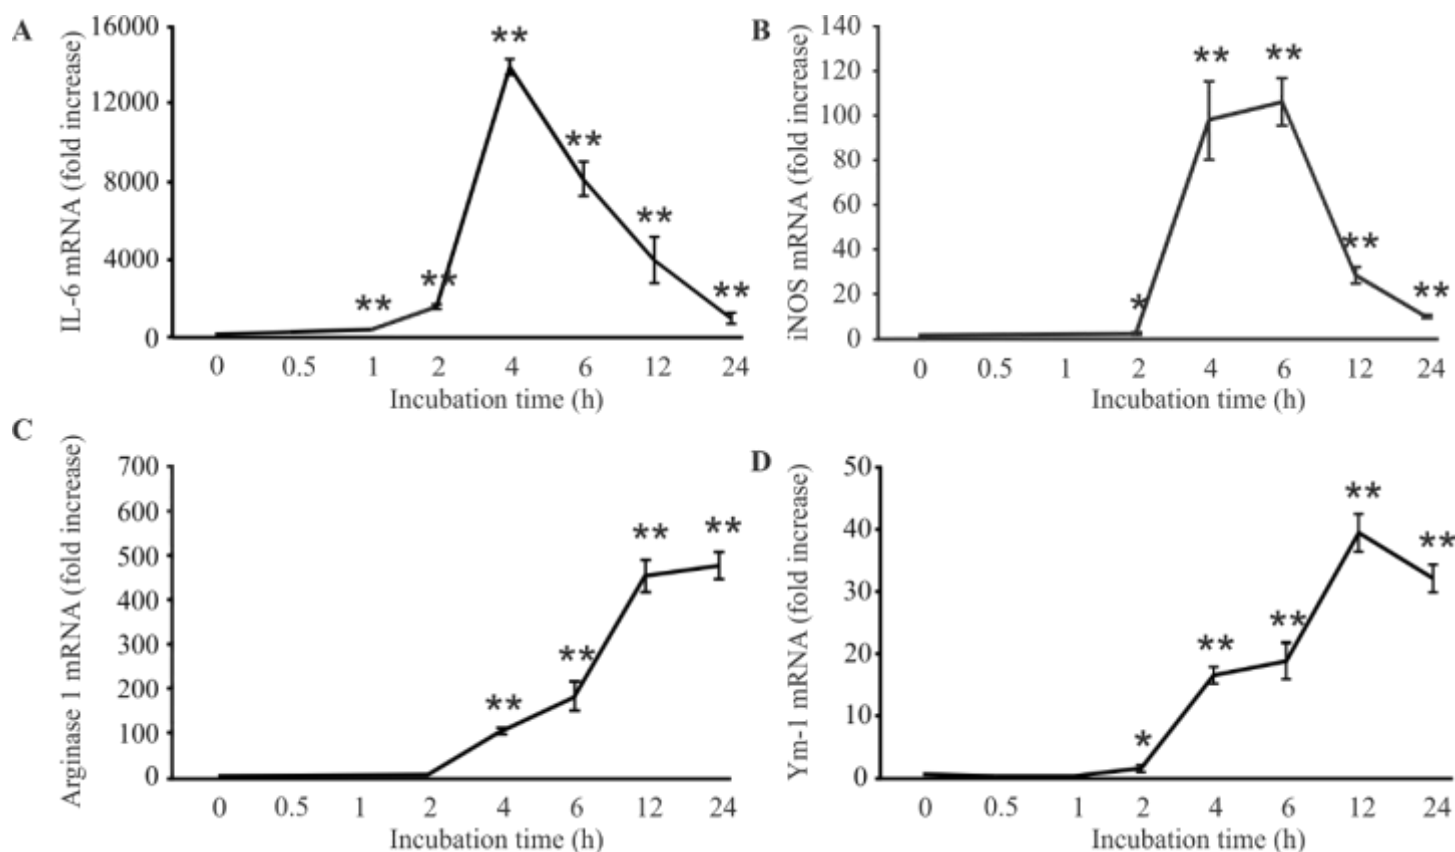 A
IL-6 mRNA (fold increase)
16000
12000
8000
4000
0
**
**
**
**
**
**
0 0.5 1 2 4 6 12 24
Incubation time (h)
B
iNOS mRNA (fold increase)
140
120
100
80
60
40
20
0
*
**
**
**
**
0 0.5 1 2 4 6 12 24
Incubation time (h)
C
Arginase 1 mRNA (fold increase)
700
600
500
400
300
200
100
0
**
**
**
**
0 0.5 1 2 4 6 12 24
Incubation time (h)
D
Ym-1 mRNA (fold increase)
50
40
30
20
10
0
*
**
**
**
**
0 0.5 1 2 4 6 12 24
Incubation time (h)